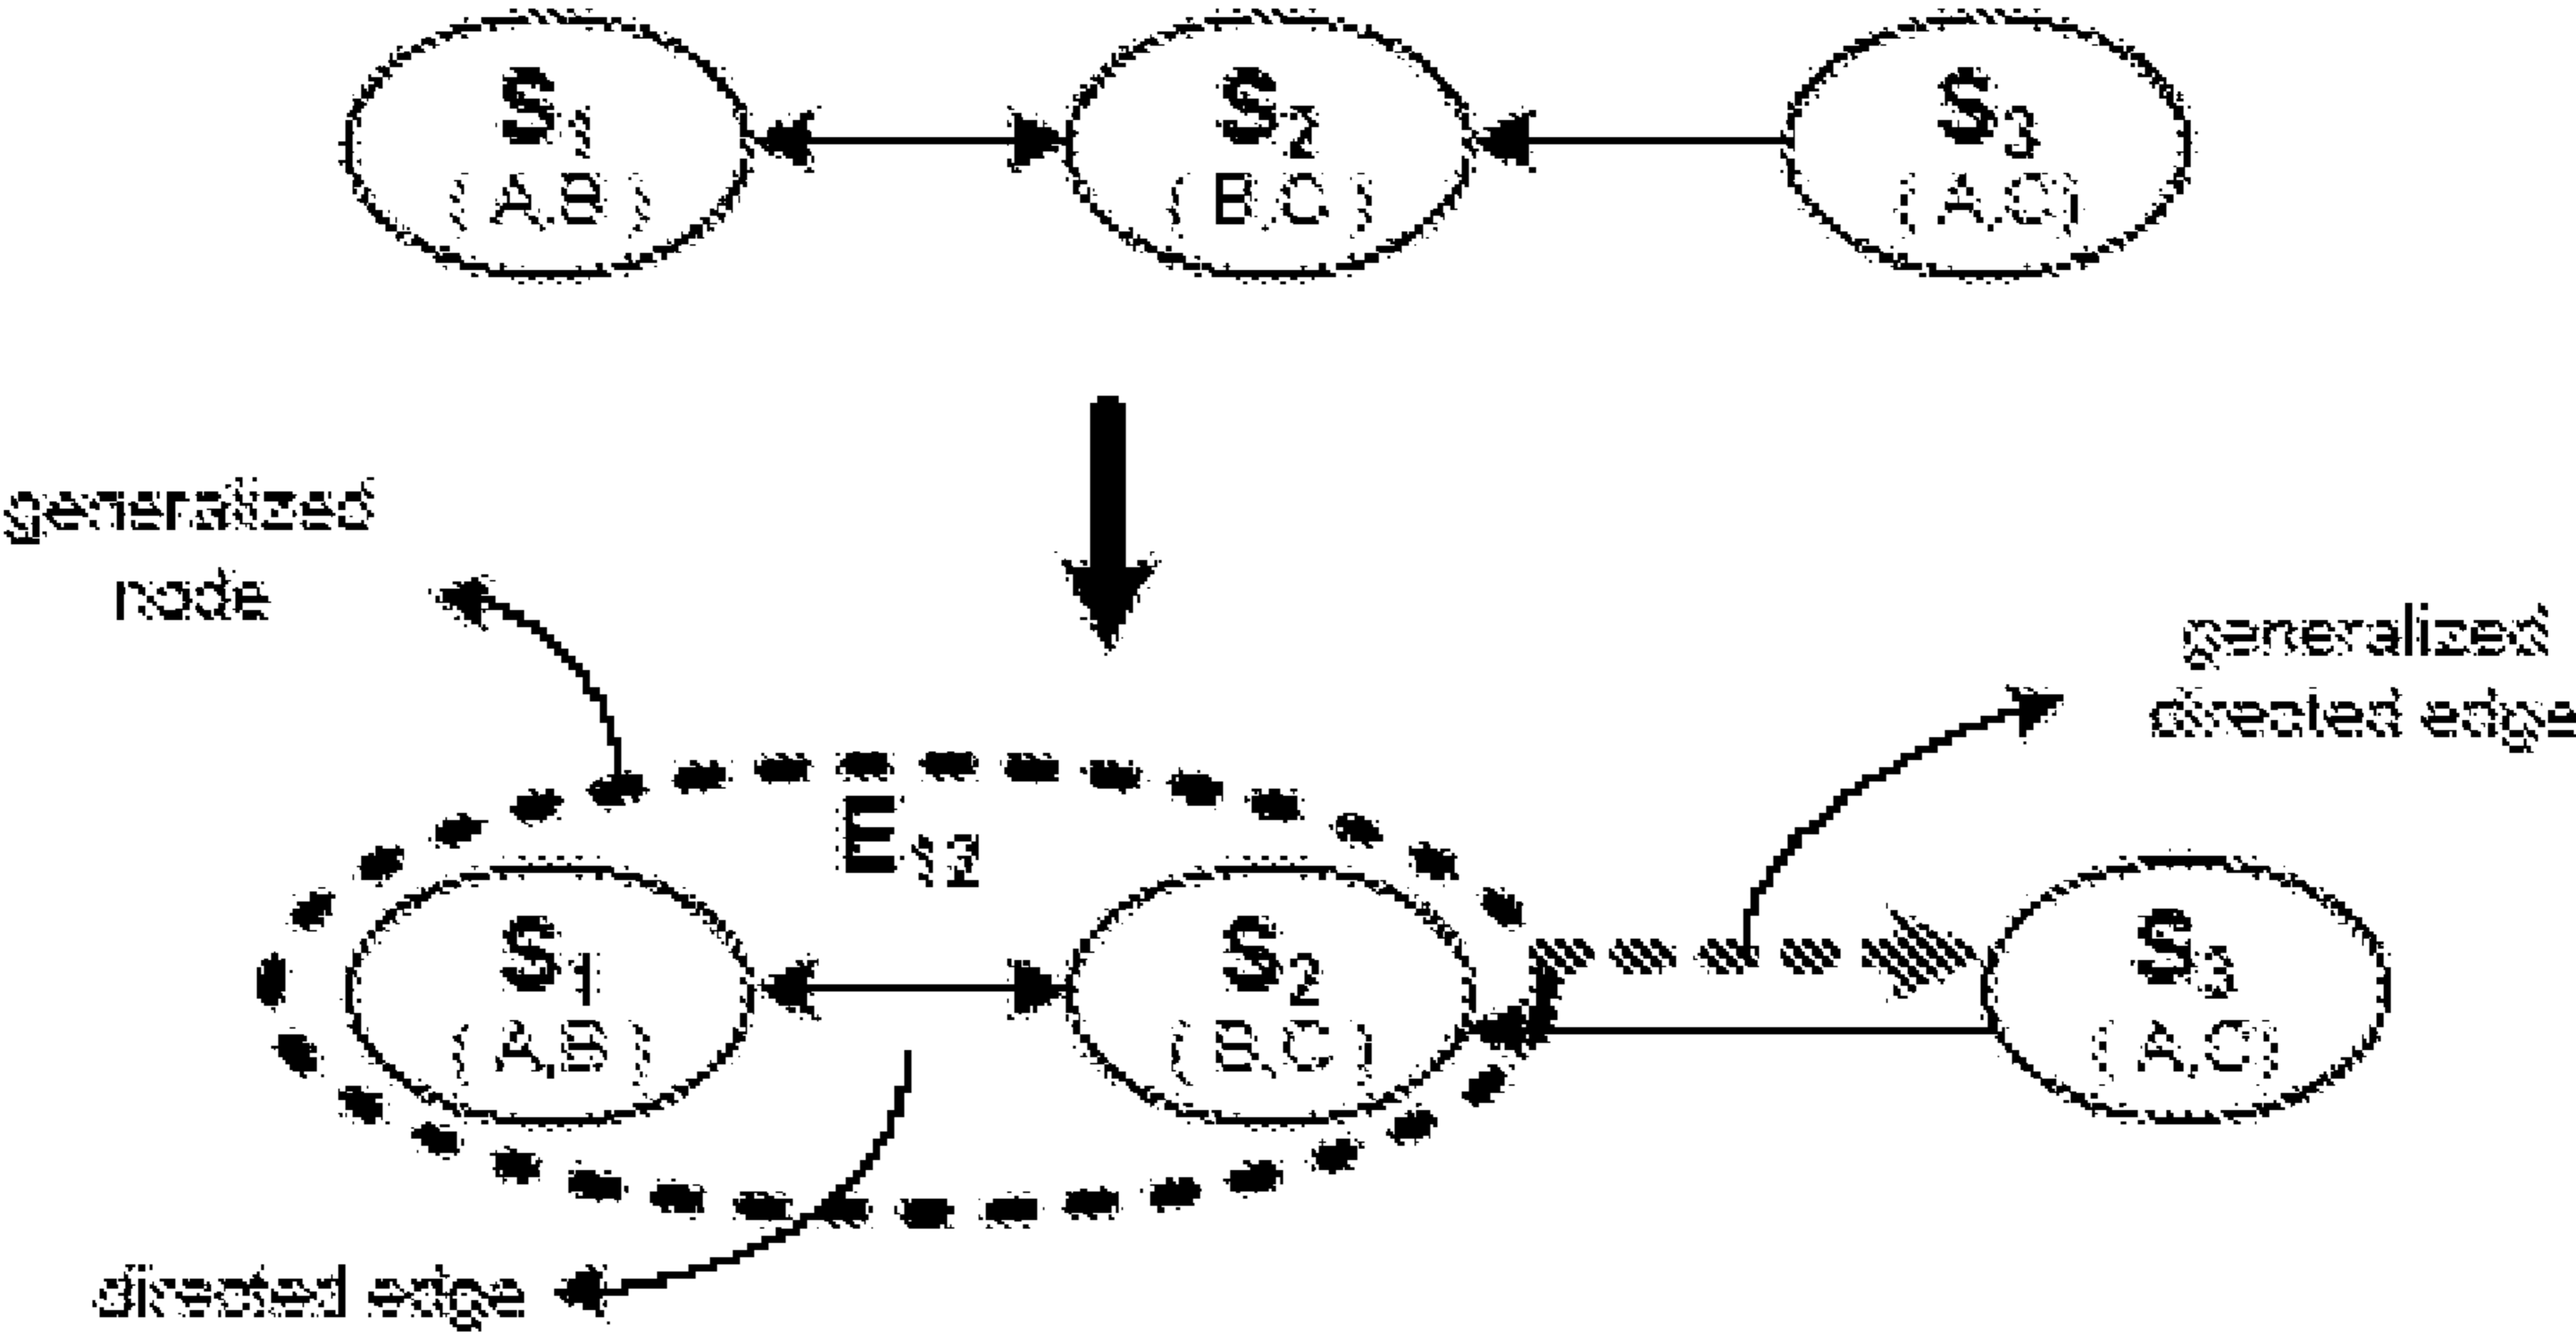 S1 S2 S3
( A,B ) ( B,C ) ( A,C )
generalized
node
generalized
directed edge
E12
S1 S2 S3
( A,B ) ( B,C ) ( A,C )
directed edge